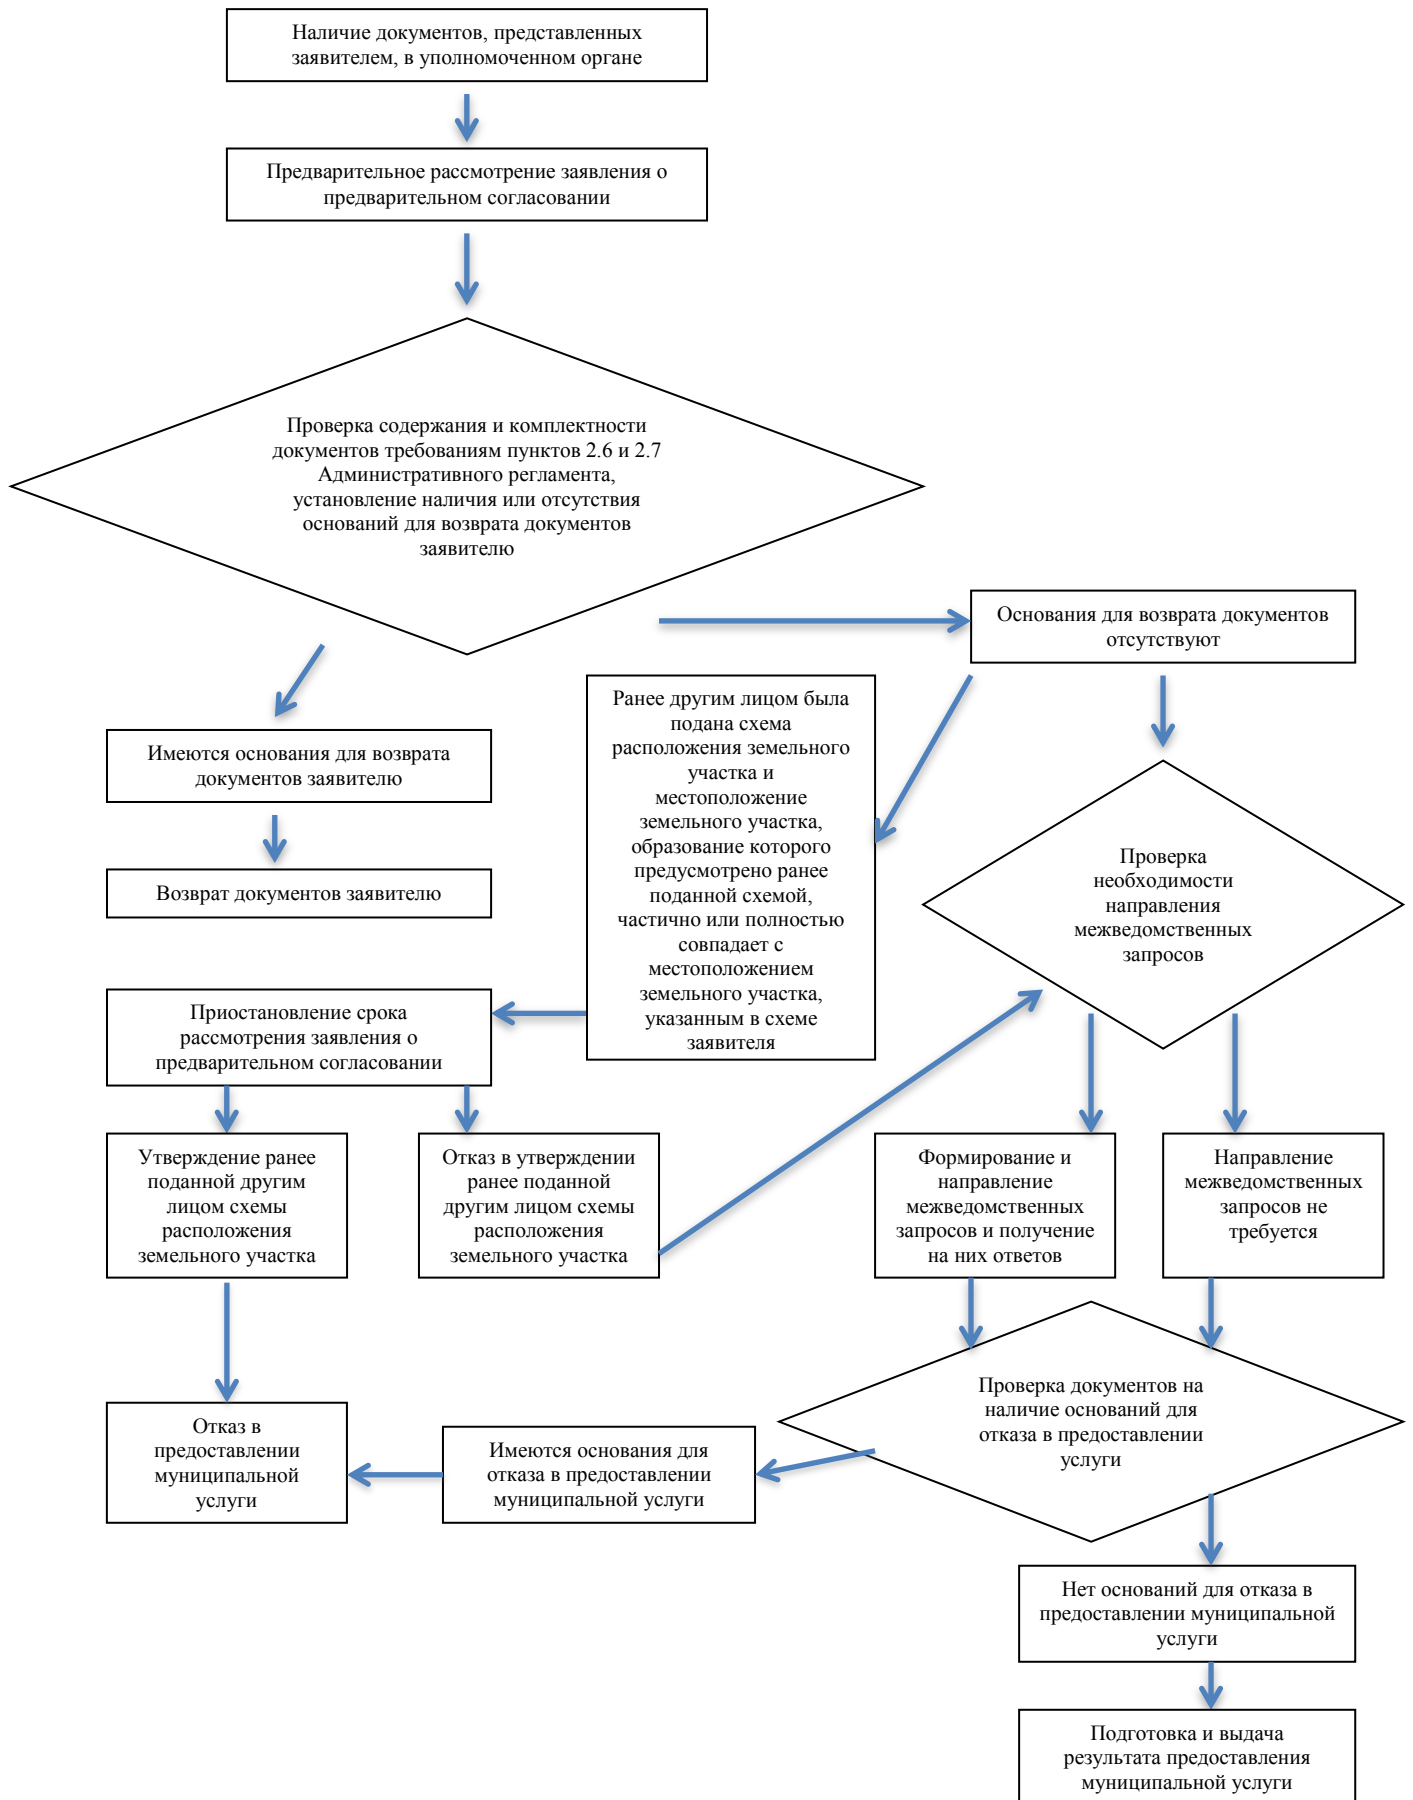 Наличие документов, представленных
заявителем, в уполномоченном органе
Предварительное рассмотрение заявления о
предварительном согласовании
Проверка содержания и комплектности
документов требованиям пунктов 2.6 и 2.7
Административного регламента,
установление наличия или отсутствия
оснований для возврата документов
заявителю
Основания для возврата документов
отсутствуют
Имеются основания для возврата
документов заявителю
Возврат документов заявителю
Ранее другим лицом была
подана схема
расположения земельного
участка и
местоположение
земельного участка,
образование которого
предусмотрено ранее
поданной схемой,
частично или полностью
совпадает с
местоположением
земельного участка,
указанным в схеме
заявителя
Проверка
необходимости
направления
межведомственных
запросов
Приостановление срока
рассмотрения заявления о
предварительном согласовании
Утверждение ранее
поданной другим
лицом схемы
расположения
земельного участка
Отказ в утверждении
ранее поданной
другим лицом схемы
расположения
земельного участка
Формирование и
направление
межведомственных
запросов и получение
на них ответов
Направление
межведомственных
запросов не
требуется
Проверка документов на
наличие оснований для
отказа в предоставлении
услуги
Отказ в
предоставлении
муниципальной
услуги
Имеются основания для
отказа в предоставлении
муниципальной услуги
Нет оснований для отказа в
предоставлении муниципальной
услуги
Подготовка и выдача
результата предоставления
муниципальной услуги